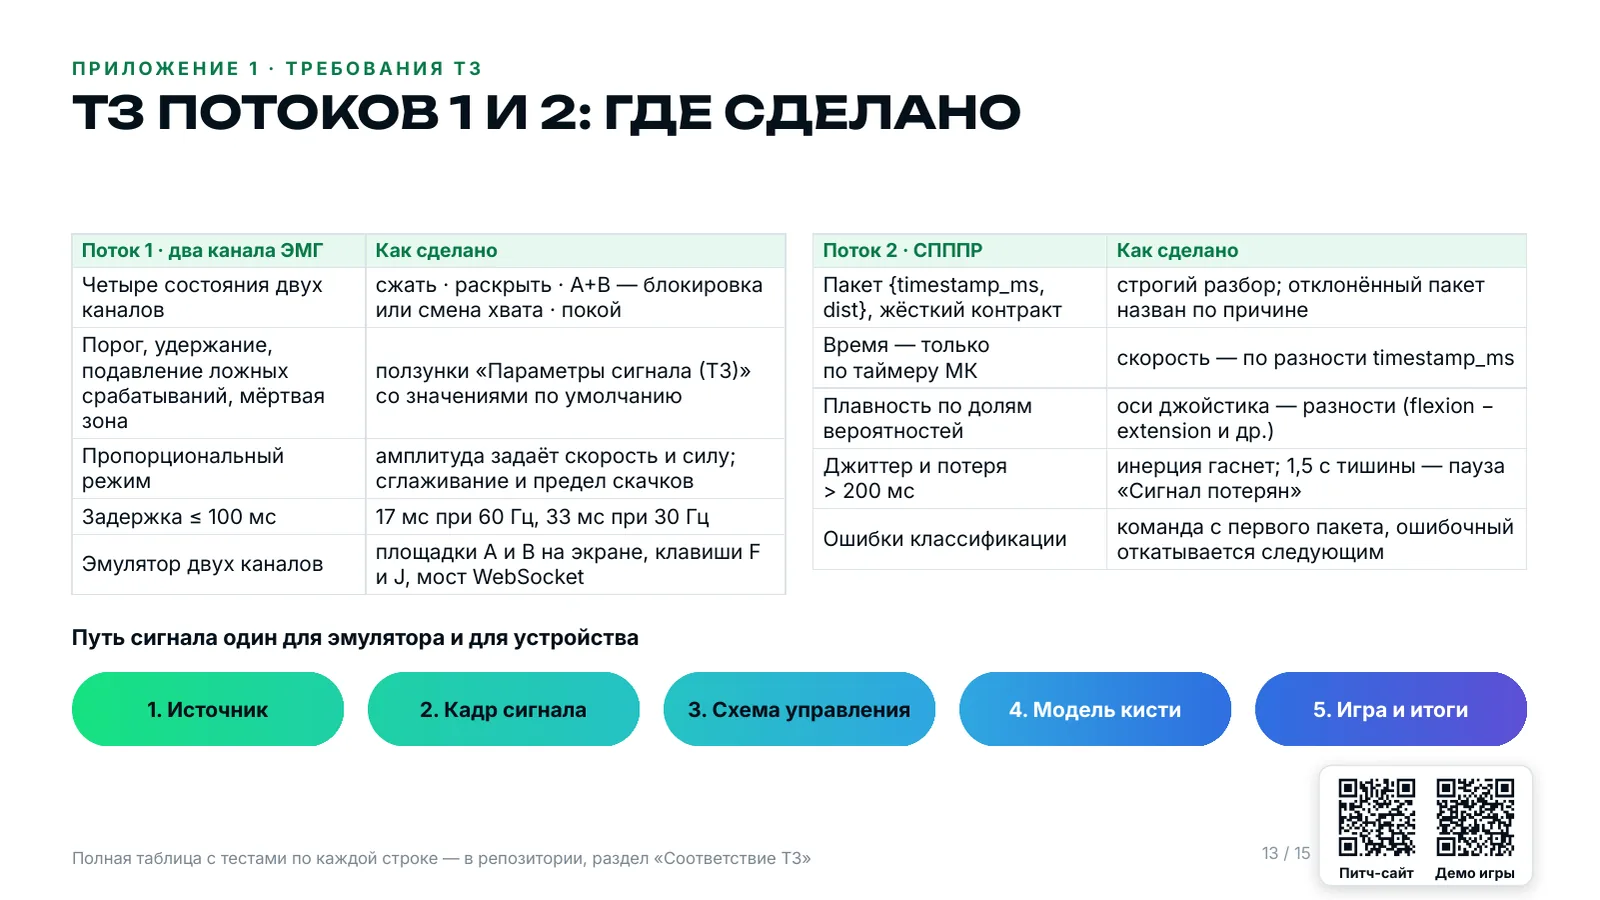 ПРИЛОЖЕНИЕ 1 · ТРЕБОВАНИЯ ТЗ
ТЗ ПОТОКОВ 1 И 2: ГДЕ СДЕЛАНО
Поток 1 · два канала ЭМГ
Как сделано
Четыре состояния двух
каналов
сжать · раскрыть · A+B — блокировка
или смена хвата · покой
Порог, удержание,
подавление ложных
срабатываний, мёртвая
зона
ползунки «Параметры сигнала (ТЗ)»
со значениями по умолчанию
Пропорциональный
режим
амплитуда задаёт скорость и силу;
сглаживание и предел скачков
Задержка ≤ 100 мс
17 мс при 60 Гц, 33 мс при 30 Гц
Эмулятор двух каналов
площадки A и B на экране, клавиши F
и J, мост WebSocket
Поток 2 · СПППР
Как сделано
Пакет {timestamp_ms,
dist}, жёсткий контракт
строгий разбор; отклонённый пакет
назван по причине
Время — только
по таймеру МК
скорость — по разности timestamp_ms
Плавность по долям
вероятностей
оси джойстика — разности (flexion −
extension и др.)
Джиттер и потеря
> 200 мс
инерция гаснет; 1,5 с тишины — пауза
«Сигнал потерян»
Ошибки классификации
команда с первого пакета, ошибочный
откатывается следующим
Путь сигнала один для эмулятора и для устройства
1. Источник
2. Кадр сигнала
3. Схема управления
4. Модель кисти
5. Игра и итоги
Полная таблица с тестами по каждой строке — в репозитории, раздел «Соответствие ТЗ»
13 / 15
Питч-сайт
Демо игры